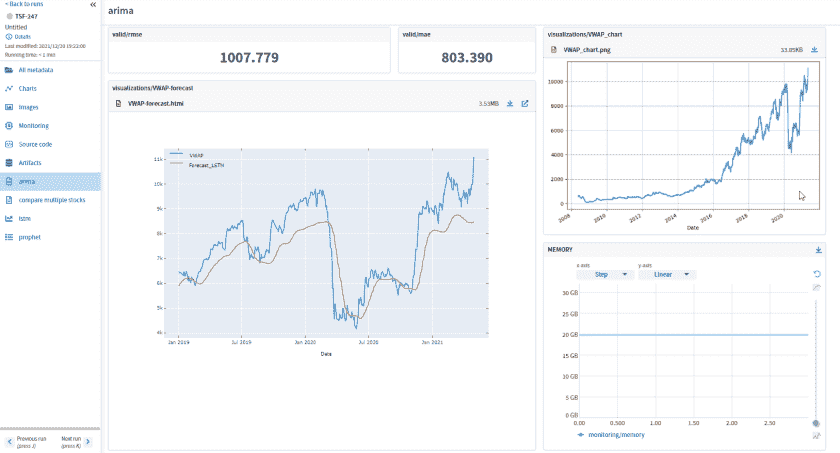 < Back to runs
TSF-247
Untitled
Details
Last modified: 2021/12/20 19:22:00
Running time: < 1 min
All metadata
Charts
Images
Monitoring
Source code
Artifacts
arima
compare multiple stocks
lstm
prophet
Previous run
(press J)
Next run
(press K)
arima
valid/rmse
1007.779
valid/mae
803.390
visualizations/VWAP-forecast
VWAP-forecast.html
3.53MB
VWAP
Forecast_LSTM
11k
10k
9k
8k
7k
6k
5k
4k
Jan 2019
Jul 2019
Jan 2020
Jul 2020
Jan 2021
Date
visualizations/VWAP_chart
VWAP_chart.png
33.85KB
10000
8000
6000
4000
2000
0
2008
2010
2012
2014
2016
2018
2020
Date
MEMORY
x-axis
Step
y-axis
Linear
30 GB
25 GB
20 GB
15 GB
10 GB
5 GB
0 GB
0.00
0.500
1.00
1.50
2.00
2.50
monitoring/memory